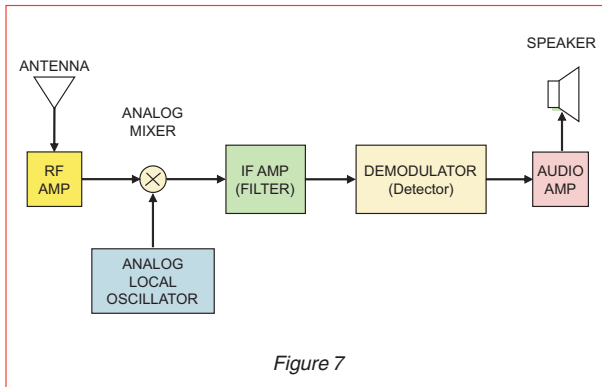 SPEAKER
ANTENNA
ANALOG
MIXER
RF
AMP
IF AMP
(FILTER)
DEMODULATOR
(Detector)
AUDIO
AMP
ANALOG
LOCAL
OSCILLATOR
Figure 7